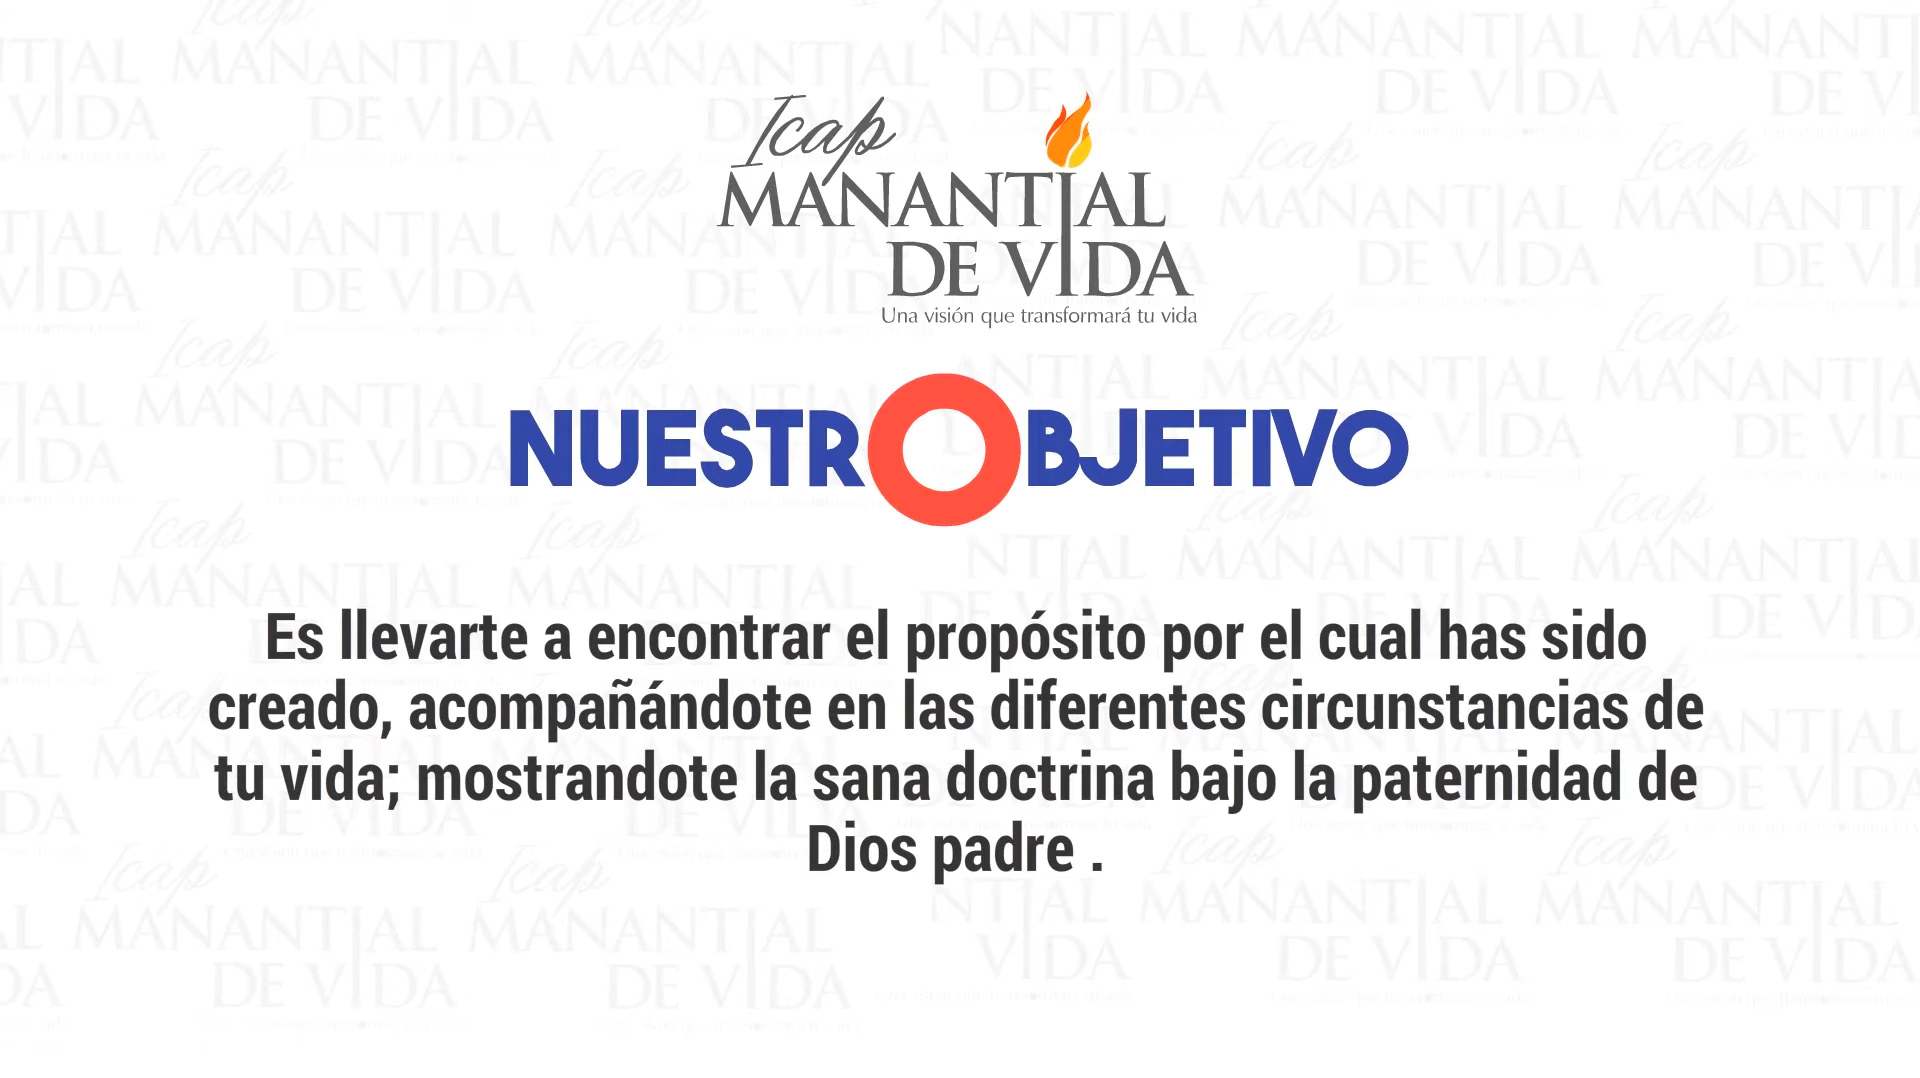 Icap
MANANTIAL
DE VIDA
Una visión que transformará tu vida
NUESTROBJETIVO
Es llevarte a encontrar el propósito por el cual has sido
creado, acompañándote en las diferentes circunstancias de
tu vida; mostrandote la sana doctrina bajo la paternidad de
Dios padre .